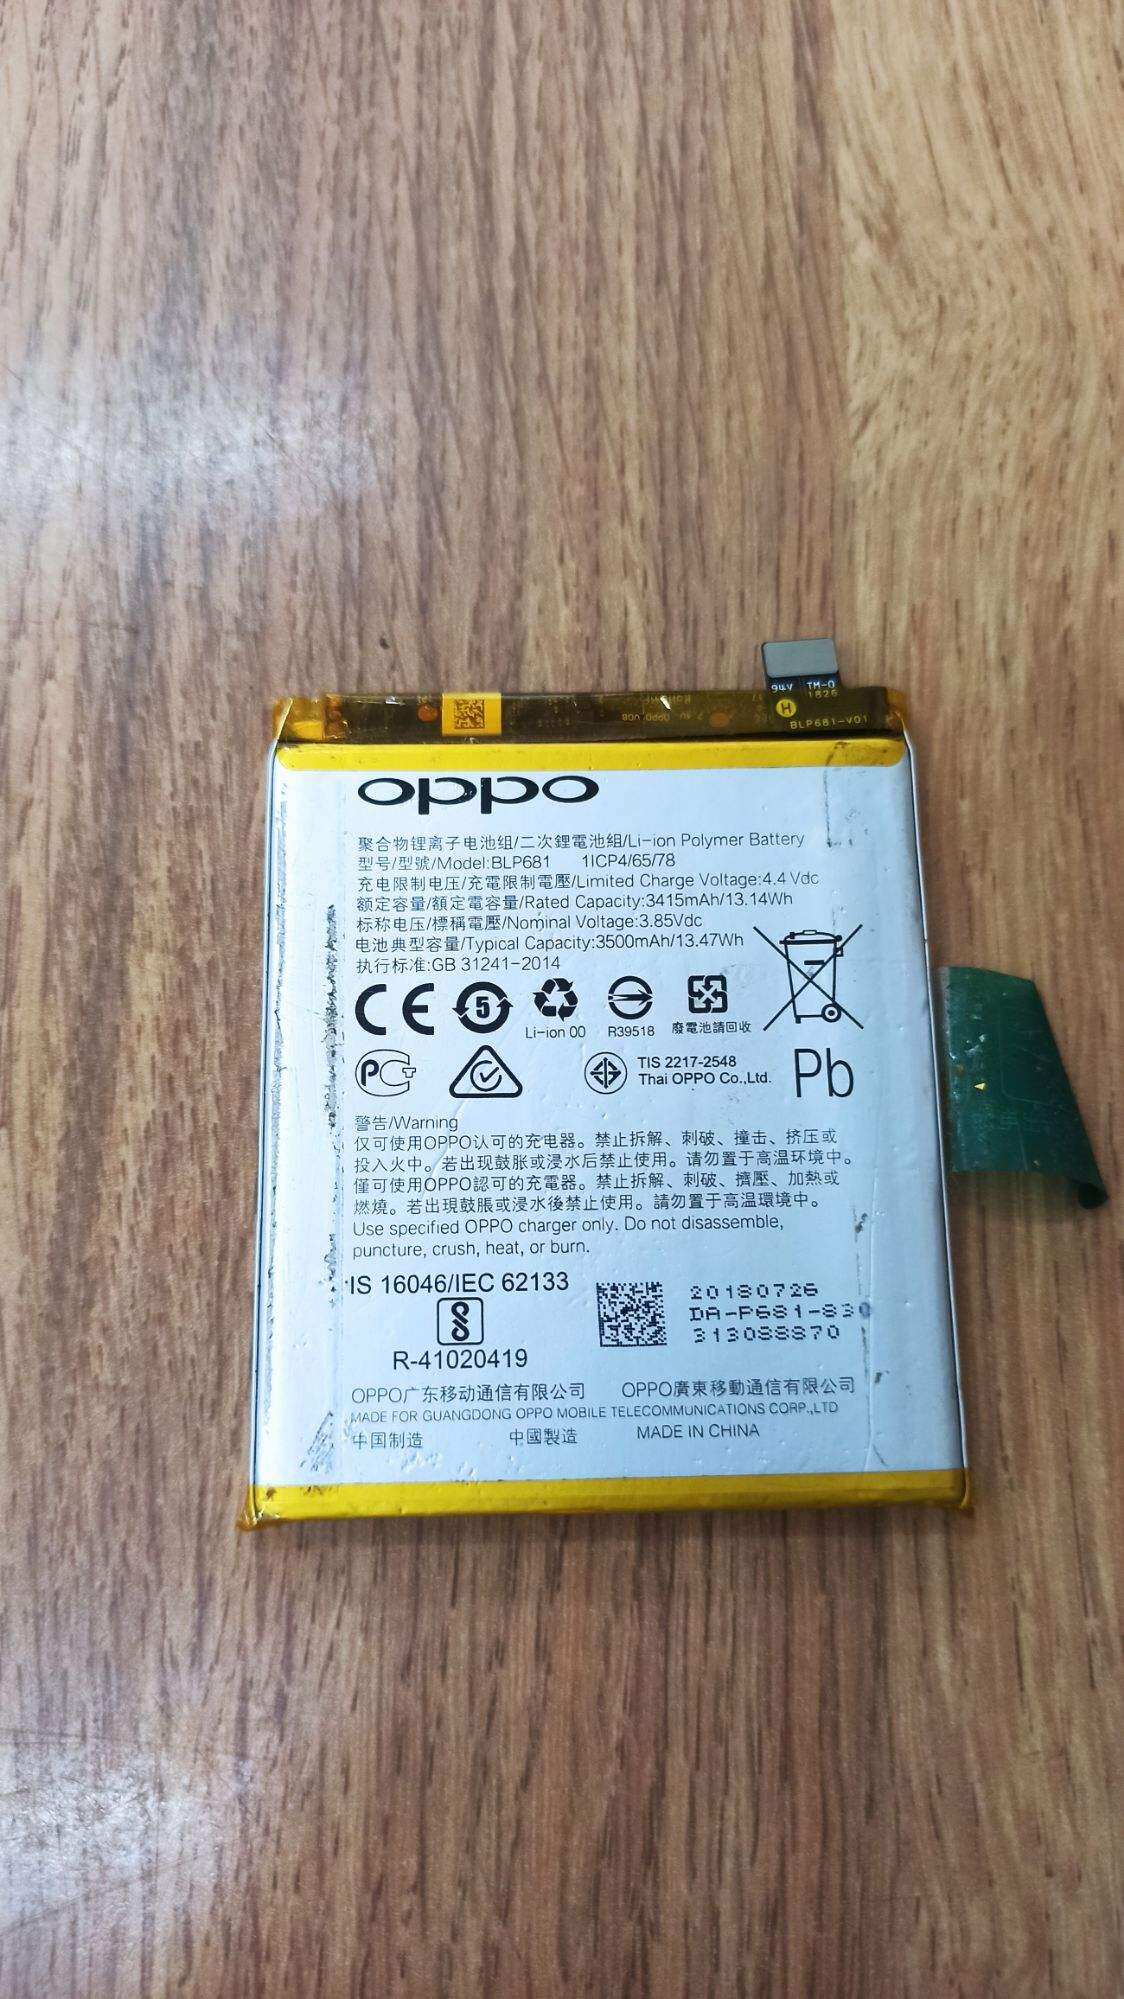 94V TM-0
1826
H
BLP681-V01
oppo
聚合物锂离子电池组/二次鋰電池組/Li-ion Polymer Battery
型号/型號/Model:BLP681 1ICP4/65/78
充电限制电压/充電限制電壓/Limited Charge Voltage:4.4 Vdc
额定容量/額定電容量/Rated Capacity:3415mAh/13.14Wh
标称电压/標稱電壓/Nominal Voltage:3.85Vdc
电池典型容量/Typical Capacity:3500mAh/13.47Wh
执行标准:GB 31241-2014
CE 5
Li-ion 00 R39518 廢電池請回收
TIS 2217-2548
Thai OPPO Co.,Ltd.
Pb
警告/Warning
仅可使用OPPO认可的充电器。禁止拆解、刺破、撞击、挤压或
投入火中。若出现鼓胀或浸水后禁止使用。请勿置于高温环境中。
僅可使用OPPO認可的充電器。禁止拆解、刺破、擠壓、加熱或
燃燒。若出現鼓脹或浸水後禁止使用。請勿置于高溫環境中。
Use specified OPPO charger only. Do not disassemble,
puncture, crush, heat, or burn.
IS 16046/IEC 62133
R-41020419
20180726
DA-P681-830
313088870
OPPO广东移动通信有限公司 OPPO廣東移動通信有限公司
MADE FOR GUANGDONG OPPO MOBILE TELECOMMUNICATIONS CORP.,LTD
中国制造 中國製造 MADE IN CHINA